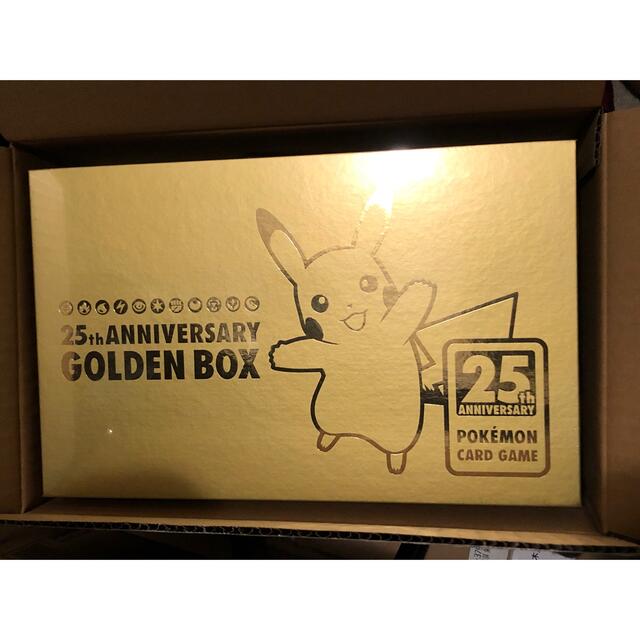 25th ANNIVERSARY
GOLDEN BOX
25th
ANNIVERSARY
POKÉMON
CARD GAME